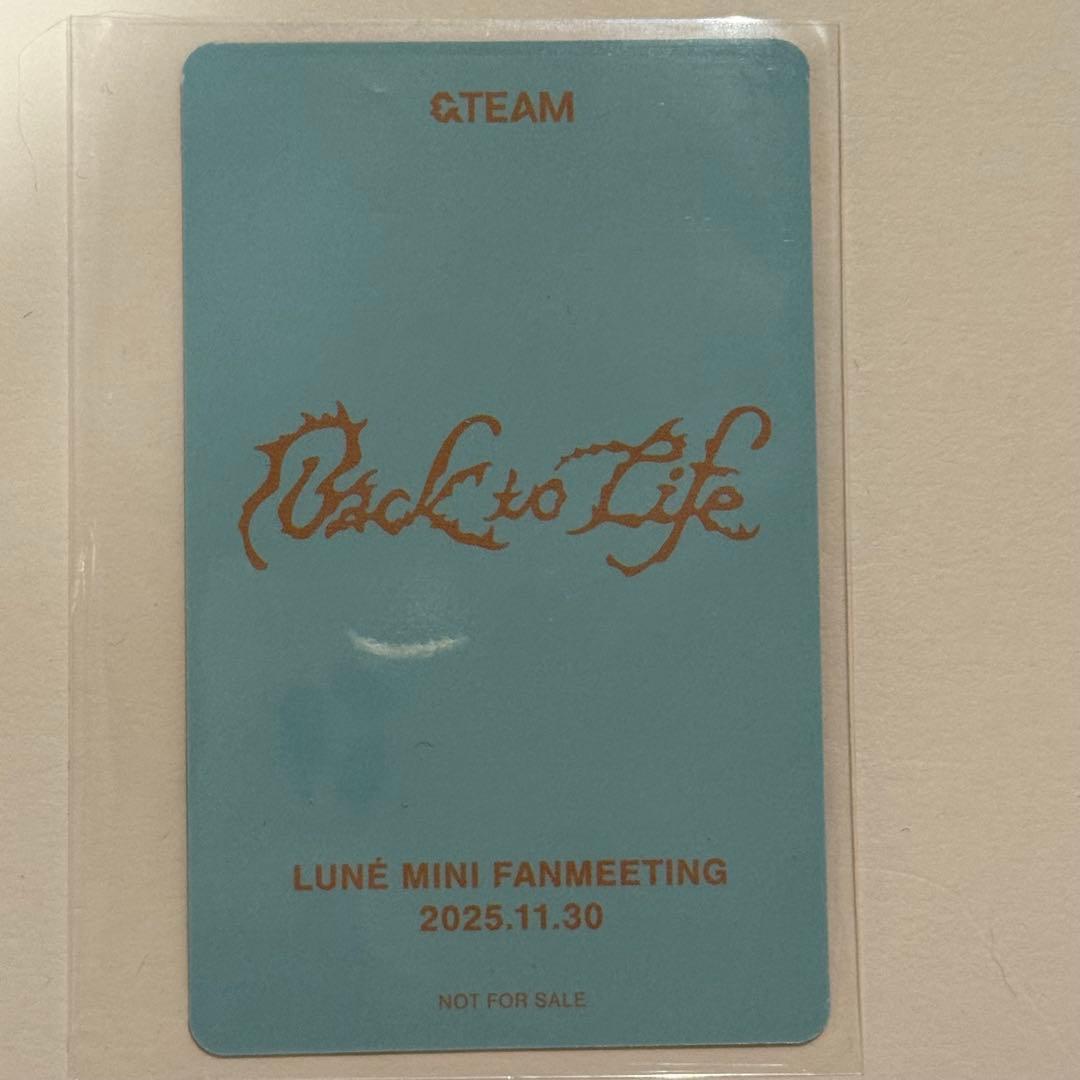 &TEAM
Back to Life
LUNÉ MINI FANMEETING
2025.11.30
NOT FOR SALE